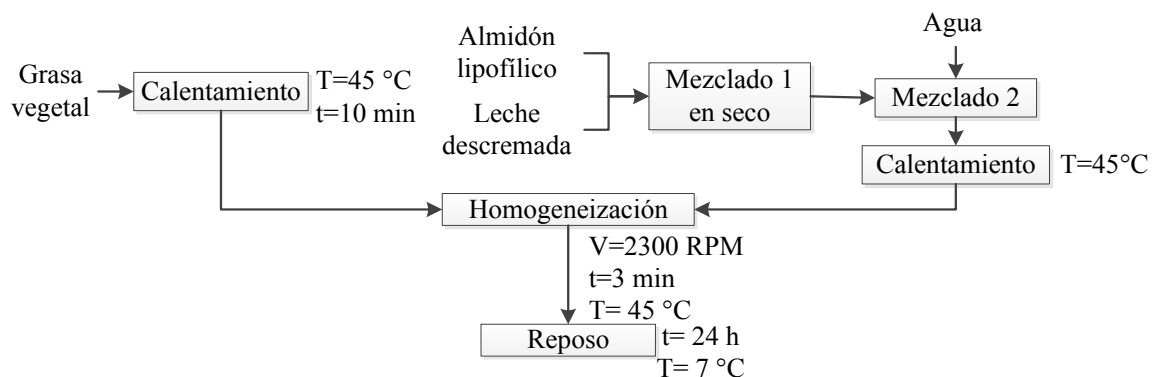 Grasa
vegetal
Calentamiento
T=45 °C
t=10 min
Almidón
lipofílico
Leche
descremada
Mezclado 1
en seco
Agua
Mezclado 2
Calentamiento
T=45°C
Homogeneización
V=2300 RPM
t=3 min
T= 45 °C
Reposo
t= 24 h
T= 7 °C